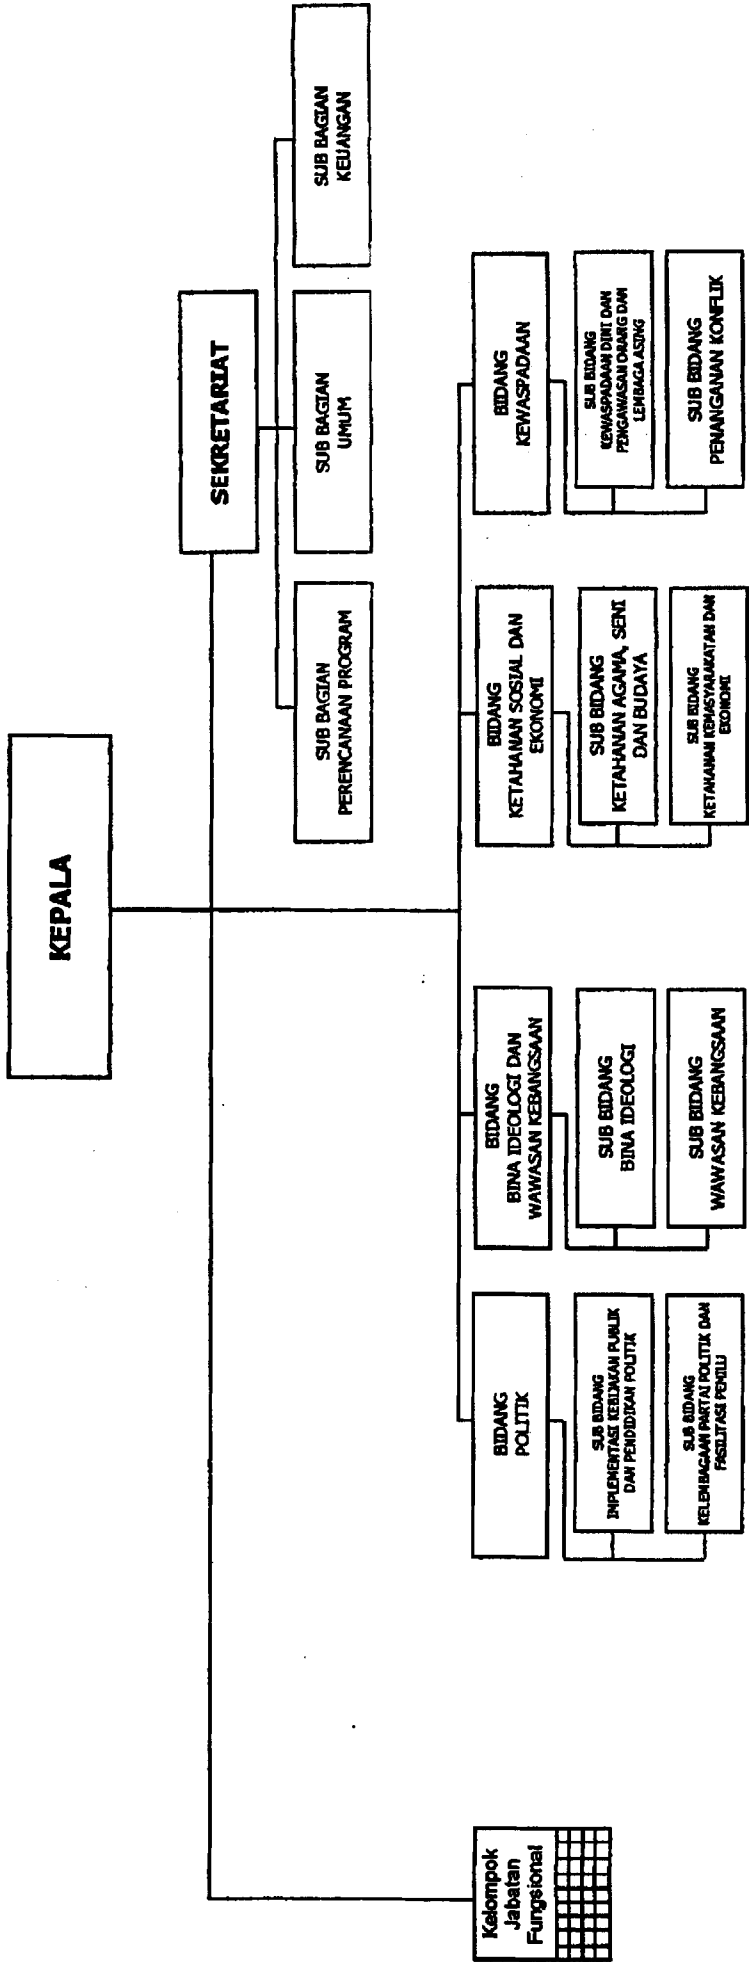 KEPALA
SEKRETARIAT
SUB BAGIAN
PERENCANAAN PROGRAM
SUB BAGIAN
UMUM
SUB BAGIAN
KEUANGAN
Kelompok
Jabatan
Fungsional
BIDANG
POLITIK
SUB BIDANG
IMPLEMENTASI KEBIJAKAN PUBLIK
DAN PENDIDIKAN POLITIK
SUB BIDANG
KELEMBAGAAN PARTAI POLITIK DAN
FASILITASI PEMILU
BIDANG
BINA IDEOLOGI DAN
WAWASAN KEBANGSAAN
SUB BIDANG
BINA IDEOLOGI
SUB BIDANG
WAWASAN KEBANGSAAN
BIDANG
KETAHANAN SOSIAL DAN
EKONOMI
SUB BIDANG
KETAHANAN AGAMA, SENI
DAN BUDAYA
SUB BIDANG
KETAHANAN KEMASYARAKATAN DAN
EKONOMI
BIDANG
KEWASPADAAN
SUB BIDANG
KEWASPADAAN DINI DAN
PENGAWASAN ORANG DAN
LEMBAGA ASING
SUB BIDANG
PENANGANAN KONFLIK